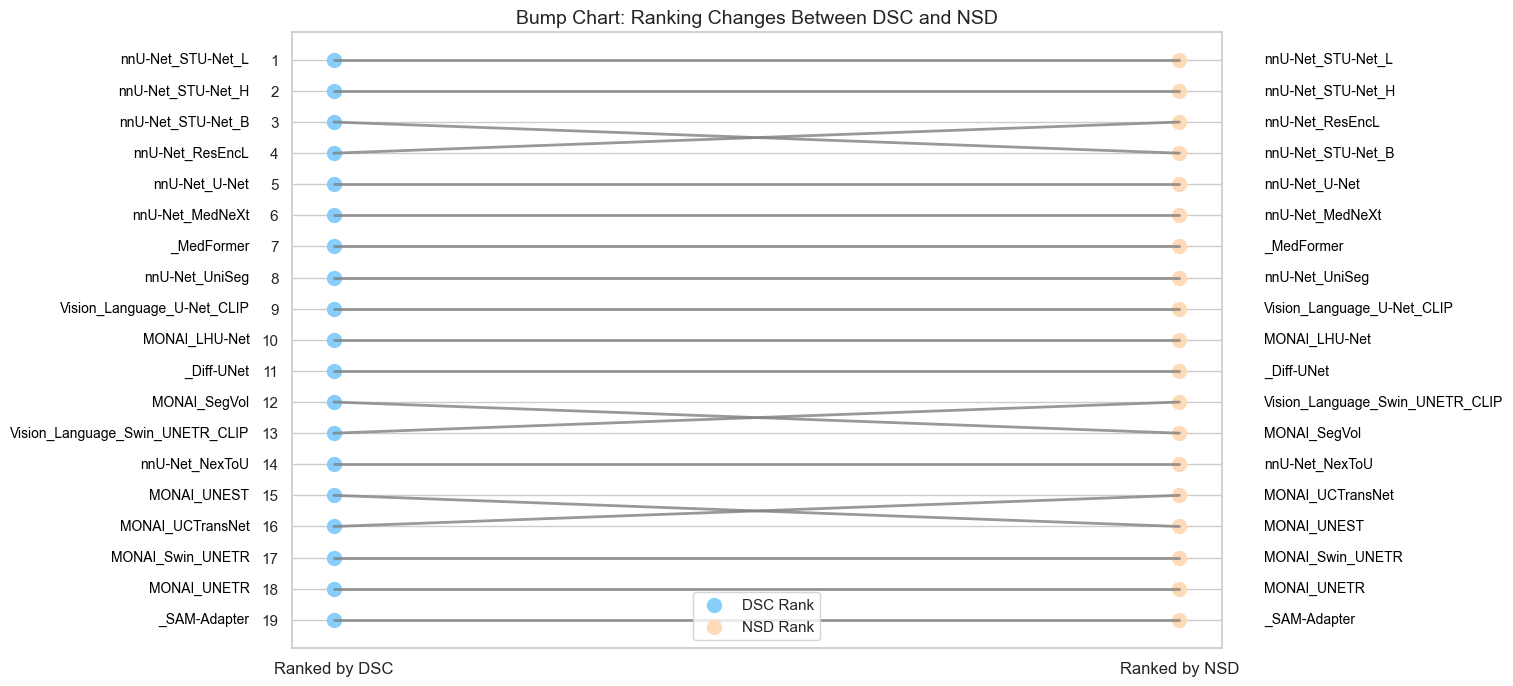 Bump Chart: Ranking Changes Between DSC and NSD
nnU-Net_STU-Net_L 1 nnU-Net_STU-Net_L
nnU-Net_STU-Net_H 2 nnU-Net_STU-Net_H
nnU-Net_STU-Net_B 3 nnU-Net_ResEncL
nnU-Net_ResEncL 4 nnU-Net_STU-Net_B
nnU-Net_U-Net 5 nnU-Net_U-Net
nnU-Net_MedNeXt 6 nnU-Net_MedNeXt
_MedFormer 7 _MedFormer
nnU-Net_UniSeg 8 nnU-Net_UniSeg
Vision_Language_U-Net_CLIP 9 Vision_Language_U-Net_CLIP
MONAI_LHU-Net 10 MONAI_LHU-Net
_Diff-UNet 11 _Diff-UNet
MONAI_SegVol 12 Vision_Language_Swin_UNETR_CLIP
Vision_Language_Swin_UNETR_CLIP 13 MONAI_SegVol
nnU-Net_NexToU 14 nnU-Net_NexToU
MONAI_UNEST 15 MONAI_UCTransNet
MONAI_UCTransNet 16 MONAI_UNEST
MONAI_Swin_UNETR 17 MONAI_Swin_UNETR
MONAI_UNETR 18 MONAI_UNETR
_SAM-Adapter 19 _SAM-Adapter
DSC Rank
NSD Rank
Ranked by DSC Ranked by NSD